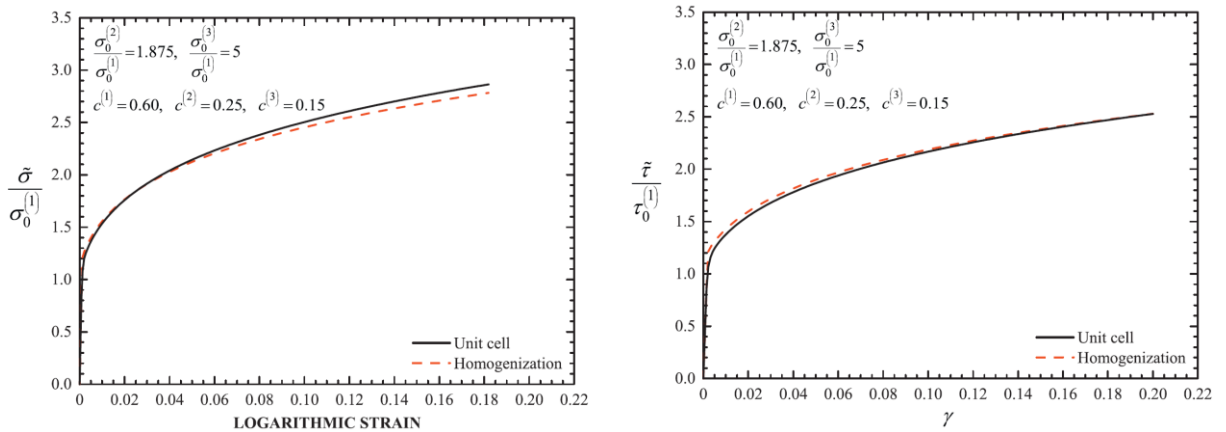 3.5
3.0
2.5
2.0
1.5
1.0
0.5
0.0
σ̃ / σ₀⁽¹⁾
σ₀⁽²⁾ / σ₀⁽¹⁾ = 1.875, σ₀⁽³⁾ / σ₀⁽¹⁾ = 5
c⁽¹⁾ = 0.60, c⁽²⁾ = 0.25, c⁽³⁾ = 0.15
Unit cell
Homogenization
0 0.02 0.04 0.06 0.08 0.10 0.12 0.14 0.16 0.18 0.20 0.22
LOGARITHMIC STRAIN
3.5
3.0
2.5
2.0
1.5
1.0
0.5
0.0
τ̃ / τ₀⁽¹⁾
σ₀⁽²⁾ / σ₀⁽¹⁾ = 1.875, σ₀⁽³⁾ / σ₀⁽¹⁾ = 5
c⁽¹⁾ = 0.60, c⁽²⁾ = 0.25, c⁽³⁾ = 0.15
Unit cell
Homogenization
0 0.02 0.04 0.06 0.08 0.10 0.12 0.14 0.16 0.18 0.20 0.22
γ